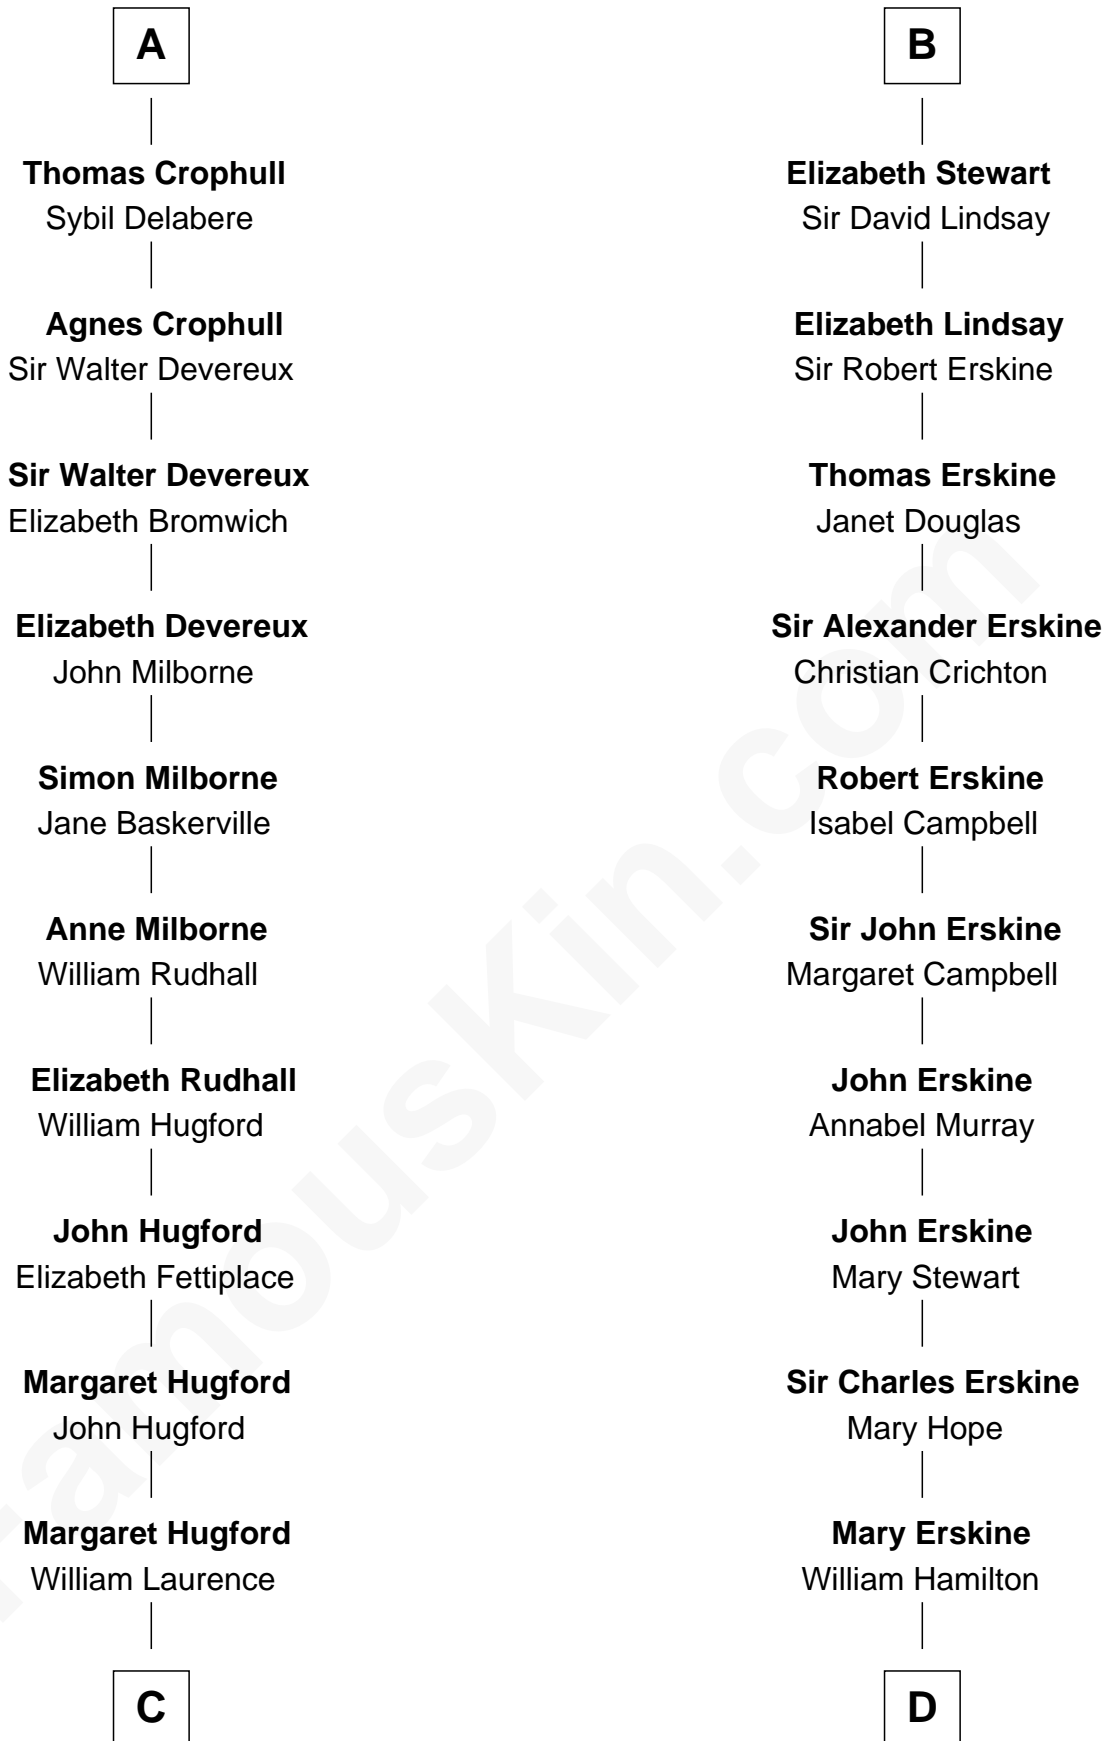 A
Thomas Crophull
Sybil Delabere
Agnes Crophull
Sir Walter Devereux
Sir Walter Devereux
Elizabeth Bromwich
Elizabeth Devereux
John Milborne
Simon Milborne
Jane Baskerville
Anne Milborne
William Rudhall
Elizabeth Rudhall
William Hugford
John Hugford
Elizabeth Fettiplace
Margaret Hugford
John Hugford
Margaret Hugford
William Laurence
C
B
Elizabeth Stewart
Sir David Lindsay
Elizabeth Lindsay
Sir Robert Erskine
Thomas Erskine
Janet Douglas
Sir Alexander Erskine
Christian Crichton
Robert Erskine
Isabel Campbell
Sir John Erskine
Margaret Campbell
John Erskine
Annabel Murray
John Erskine
Mary Stewart
Sir Charles Erskine
Mary Hope
Mary Erskine
William Hamilton
D
FamousKin.com